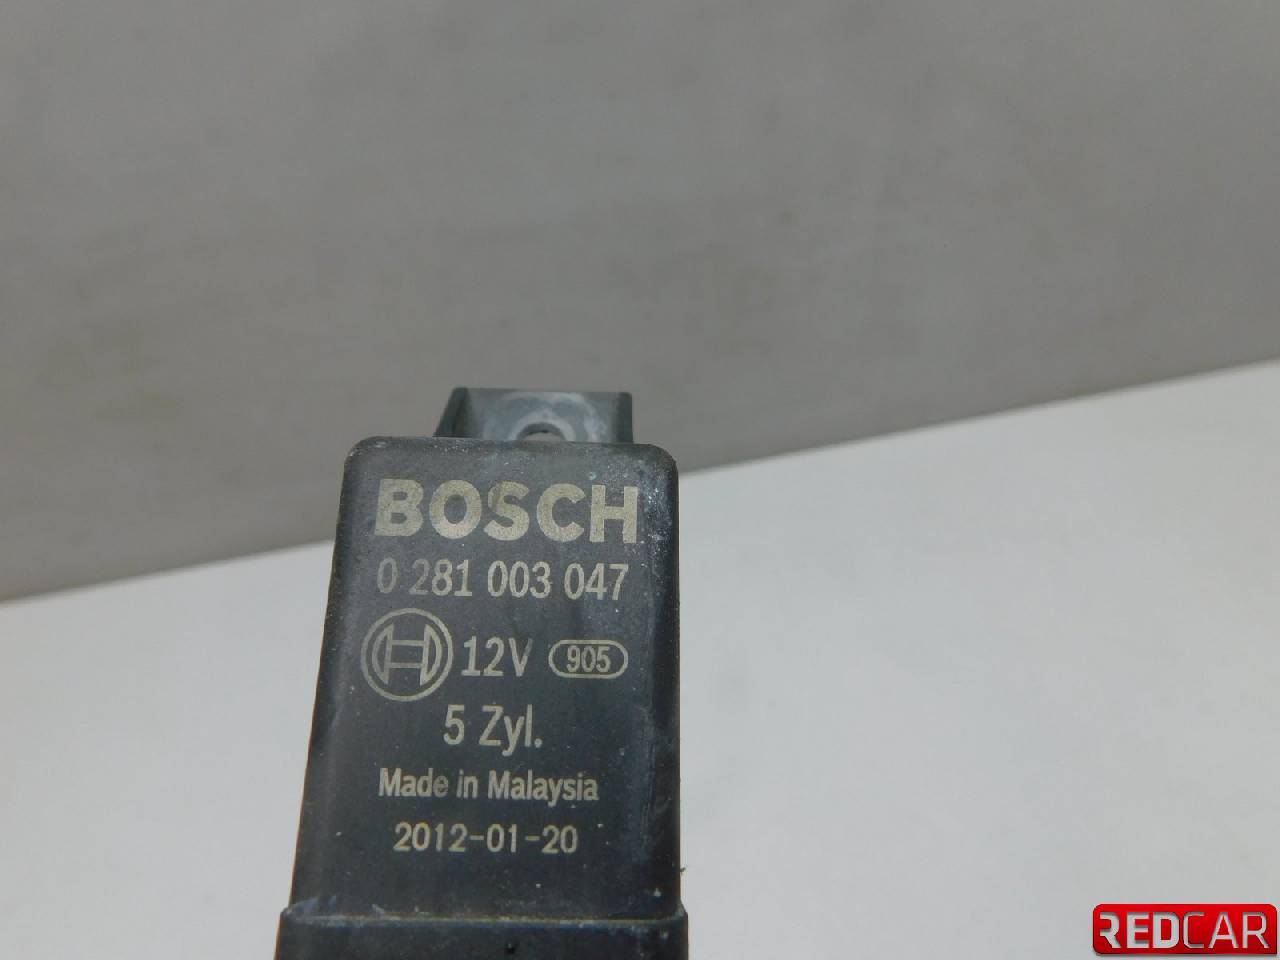 BOSCH
0 281 003 047
12V 905
5 Zyl.
Made in Malaysia
2012-01-20
REDCAR